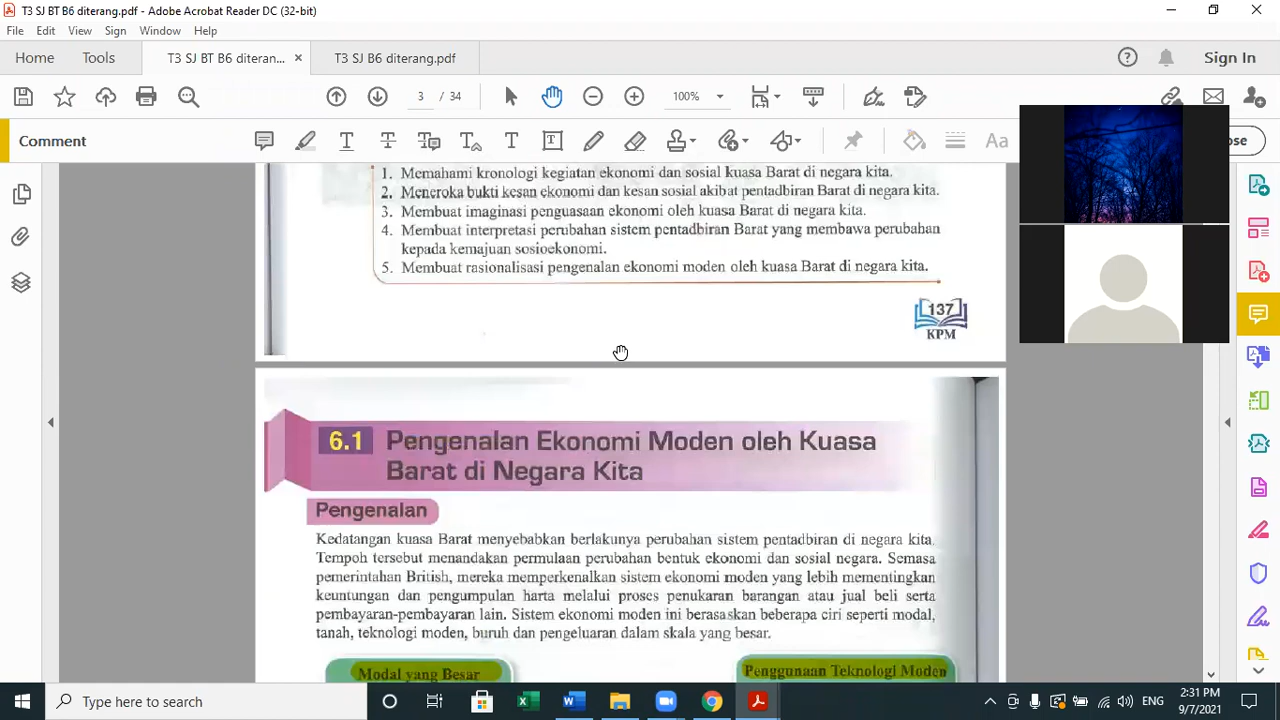 T3 SJ BT B6 diterang.pdf - Adobe Acrobat Reader DC (32-bit)
File Edit View Sign Window Help
Home Tools T3 SJ BT B6 diteran... × T3 SJ B6 diterang.pdf Sign In
3 / 34 100%
Comment
Aa
ose
1. Memahami kronologi kegiatan ekonomi dan sosial kuasa Barat di negara kita.
2. Meneroka bukti kesan ekonomi dan kesan sosial akibat pentadbiran Barat di negara kita.
3. Membuat imaginasi penguasaan ekonomi oleh kuasa Barat di negara kita.
4. Membuat interpretasi perubahan sistem pentadbiran Barat yang membawa perubahan
kepada kemajuan sosioekonomi.
5. Membuat rasionalisasi pengenalan ekonomi moden oleh kuasa Barat di negara kita.
137
KPM
6.1 Pengenalan Ekonomi Moden oleh Kuasa
Barat di Negara Kita
Pengenalan
Kedatangan kuasa Barat menyebabkan berlakunya perubahan sistem pentadbiran di negara kita.
Tempoh tersebut menandakan permulaan perubahan bentuk ekonomi dan sosial negara. Semasa
pemerintahan British, mereka memperkenalkan sistem ekonomi moden yang lebih mementingkan
keuntungan dan pengumpulan harta melalui proses penukaran barangan atau jual beli serta
pembayaran-pembayaran lain. Sistem ekonomi moden ini berasaskan beberapa ciri seperti modal,
tanah, teknologi moden, buruh dan pengeluaran dalam skala yang besar.
Modal yang Besar
Penggunaan Teknologi Moden
Type here to search
ENG
2:31 PM
9/7/2021